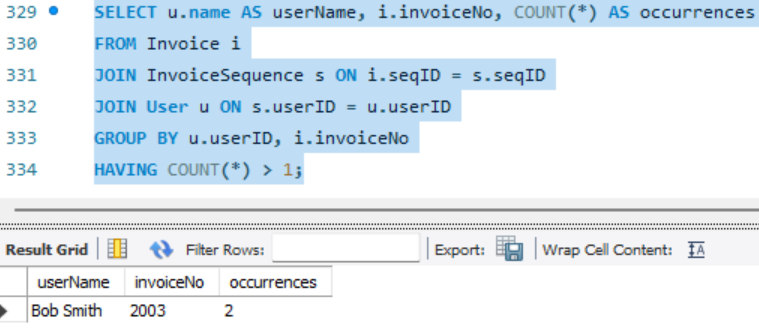 329 SELECT u.name AS userName, i.invoiceNo, COUNT(*) AS occurrences
330 FROM Invoice i
331 JOIN InvoiceSequence s ON i.seqID = s.seqID
332 JOIN User u ON s.userID = u.userID
333 GROUP BY u.userID, i.invoiceNo
334 HAVING COUNT(*) > 1;
Result Grid Filter Rows: Export: Wrap Cell Content: IA
userName invoiceNo occurrences
Bob Smith 2003 2